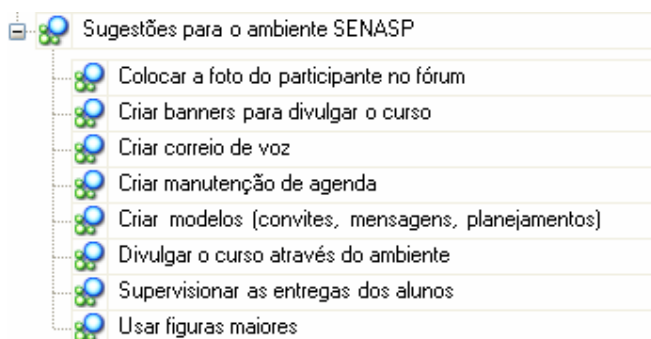 Sugestões para o ambiente SENASP
Colocar a foto do participante no fórum
Criar banners para divulgar o curso
Criar correio de voz
Criar manutenção de agenda
Criar modelos (convites, mensagens, planejamentos)
Divulgar o curso através do ambiente
Supervisionar as entregas dos alunos
Usar figuras maiores